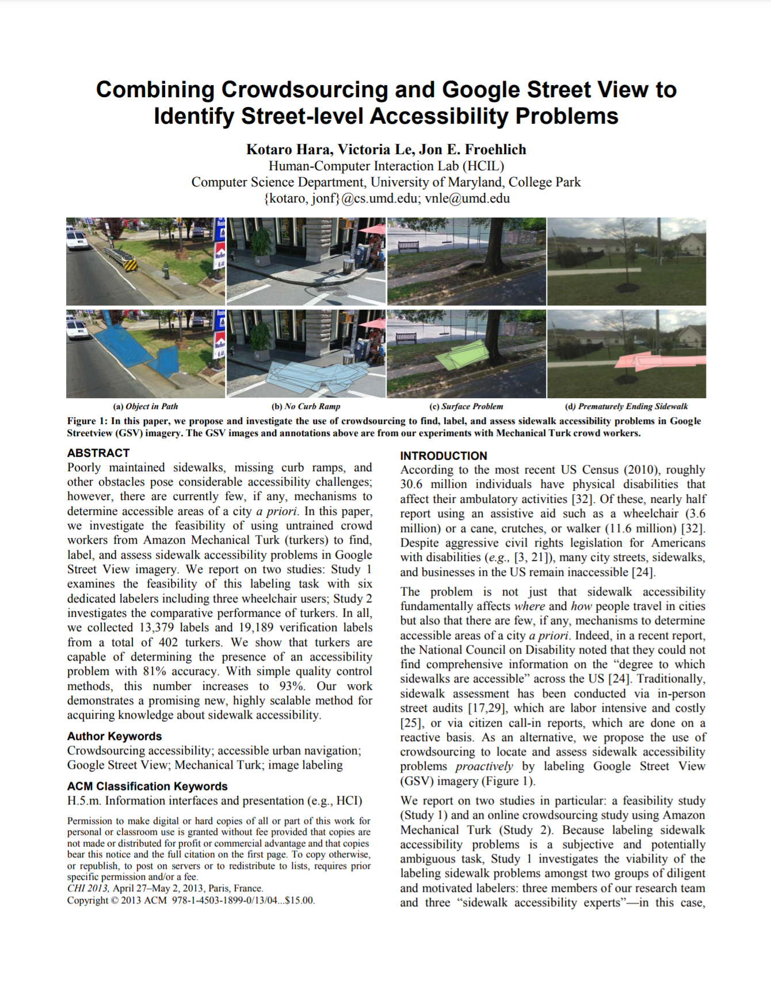 Combining Crowdsourcing and Google Street View to
Identify Street-level Accessibility Problems
Kotaro Hara, Victoria Le, Jon E. Froehlich
Human-Computer Interaction Lab (HCIL)
Computer Science Department, University of Maryland, College Park
{kotaro, jonf}@cs.umd.edu; vnle@umd.edu
(a) Object in Path
(b) No Curb Ramp
(c) Surface Problem
(d) Prematurely Ending Sidewalk
Figure 1: In this paper, we propose and investigate the use of crowdsourcing to find, label, and assess sidewalk accessibility problems in Google
Streetview (GSV) imagery. The GSV images and annotations above are from our experiments with Mechanical Turk crowd workers.
ABSTRACT
Poorly maintained sidewalks, missing curb ramps, and
other obstacles pose considerable accessibility challenges;
however, there are currently few, if any, mechanisms to
determine accessible areas of a city a priori. In this paper,
we investigate the feasibility of using untrained crowd
workers from Amazon Mechanical Turk (turkers) to find,
label, and assess sidewalk accessibility problems in Google
Street View imagery. We report on two studies: Study 1
examines the feasibility of this labeling task with six
dedicated labelers including three wheelchair users; Study 2
investigates the comparative performance of turkers. In all,
we collected 13,379 labels and 19,189 verification labels
from a total of 402 turkers. We show that turkers are
capable of determining the presence of an accessibility
problem with 81% accuracy. With simple quality control
methods, this number increases to 93%. Our work
demonstrates a promising new, highly scalable method for
acquiring knowledge about sidewalk accessibility.
Author Keywords
Crowdsourcing accessibility; accessible urban navigation;
Google Street View; Mechanical Turk; image labeling
ACM Classification Keywords
H.5.m. Information interfaces and presentation (e.g., HCI)
Permission to make digital or hard copies of all or part of this work for
personal or classroom use is granted without fee provided that copies are
not made or distributed for profit or commercial advantage and that copies
bear this notice and the full citation on the first page. To copy otherwise,
or republish, to post on servers or to redistribute to lists, requires prior
specific permission and/or a fee.
CHI 2013, April 27–May 2, 2013, Paris, France.
Copyright © 2013 ACM 978-1-4503-1899-0/13/04...$15.00.
INTRODUCTION
According to the most recent US Census (2010), roughly
30.6 million individuals have physical disabilities that
affect their ambulatory activities [32]. Of these, nearly half
report using an assistive aid such as a wheelchair (3.6
million) or a cane, crutches, or walker (11.6 million) [32].
Despite aggressive civil rights legislation for Americans
with disabilities (e.g., [3, 21]), many city streets, sidewalks,
and businesses in the US remain inaccessible [24].
The problem is not just that sidewalk accessibility
fundamentally affects where and how people travel in cities
but also that there are few, if any, mechanisms to determine
accessible areas of a city a priori. Indeed, in a recent report,
the National Council on Disability noted that they could not
find comprehensive information on the “degree to which
sidewalks are accessible” across the US [24]. Traditionally,
sidewalk assessment has been conducted via in-person
street audits [17,29], which are labor intensive and costly
[25], or via citizen call-in reports, which are done on a
reactive basis. As an alternative, we propose the use of
crowdsourcing to locate and assess sidewalk accessibility
problems proactively by labeling Google Street View
(GSV) imagery (Figure 1).
We report on two studies in particular: a feasibility study
(Study 1) and an online crowdsourcing study using Amazon
Mechanical Turk (Study 2). Because labeling sidewalk
accessibility problems is a subjective and potentially
ambiguous task, Study 1 investigates the viability of the
labeling sidewalk problems amongst two groups of diligent
and motivated labelers: three members of our research team
and three “sidewalk accessibility experts”—in this case,